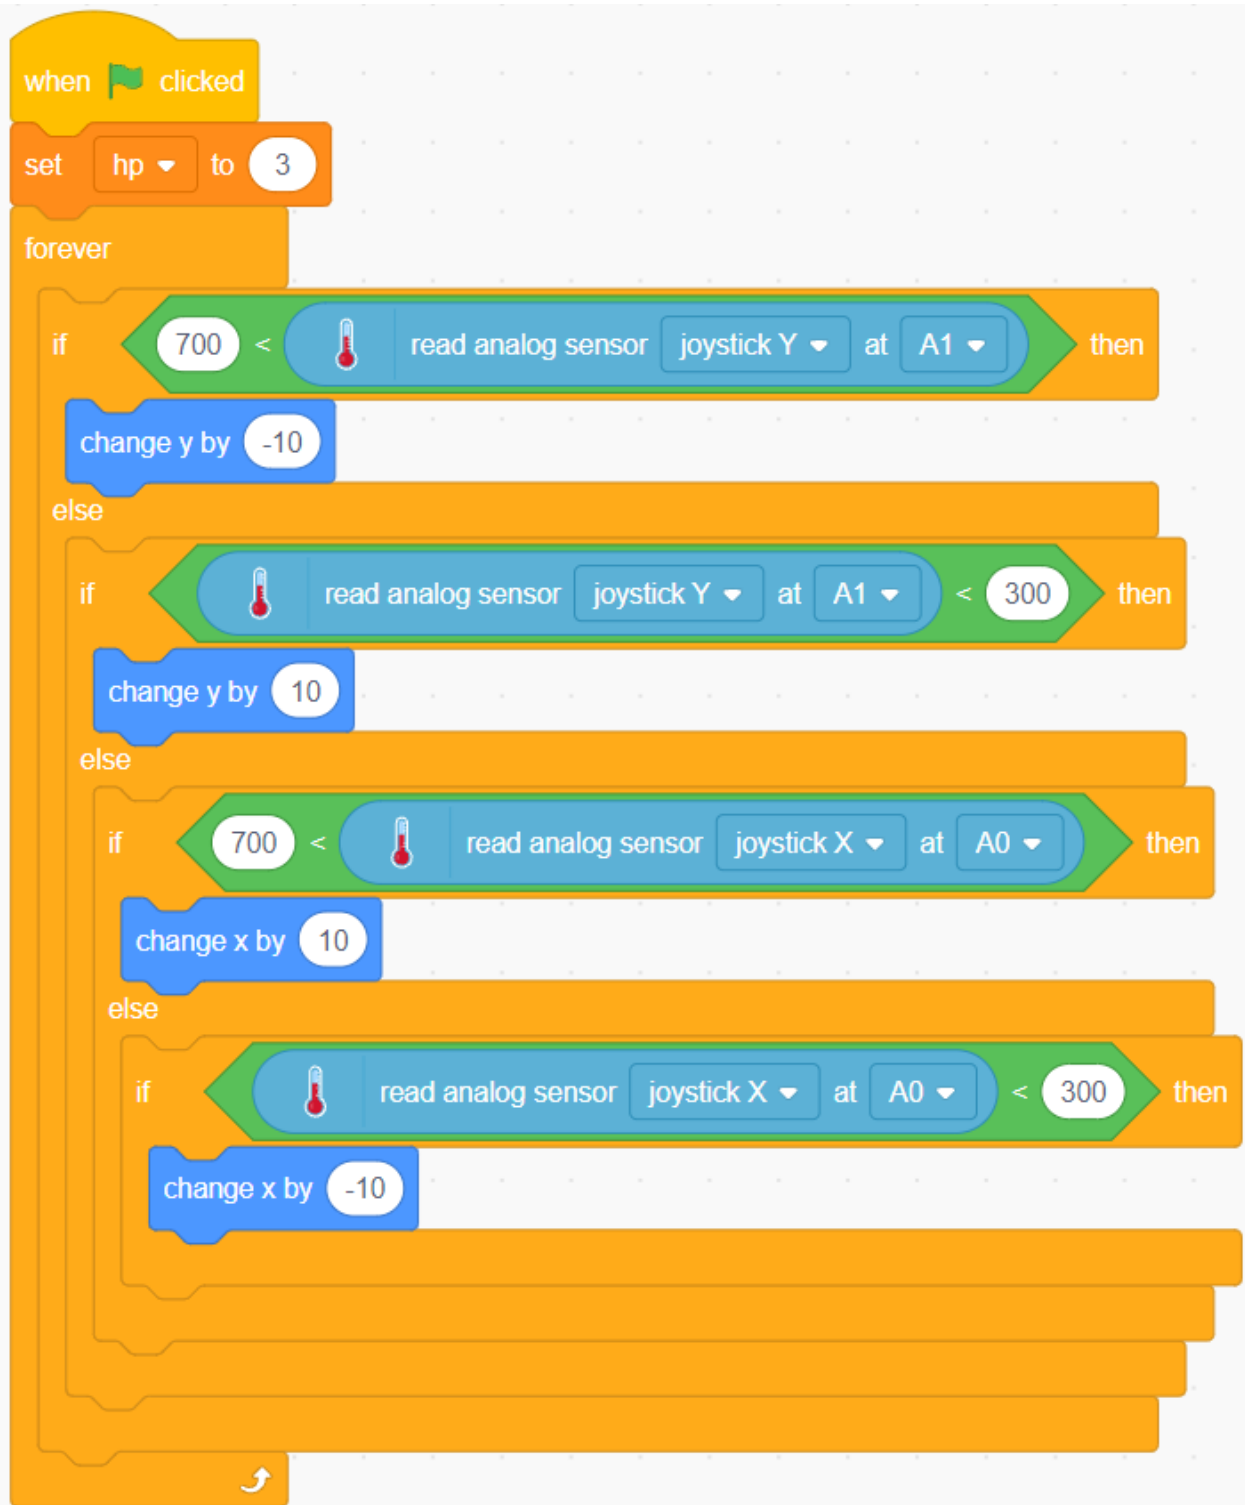 when clicked
set hp to 3
forever
if 700 < read analog sensor joystick Y at A1 then
change y by -10
else
if read analog sensor joystick Y at A1 < 300 then
change y by 10
else
if 700 < read analog sensor joystick X at A0 then
change x by 10
else
if read analog sensor joystick X at A0 < 300 then
change x by -10